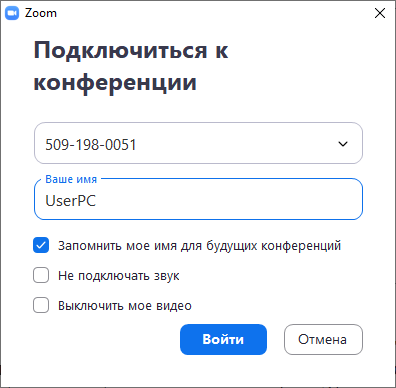 Zoom
Подключиться к
конференции
509-198-0051
Ваше имя
UserPC
Запомнить мое имя для будущих конференций
Не подключать звук
Выключить мое видео
Войти
Отмена